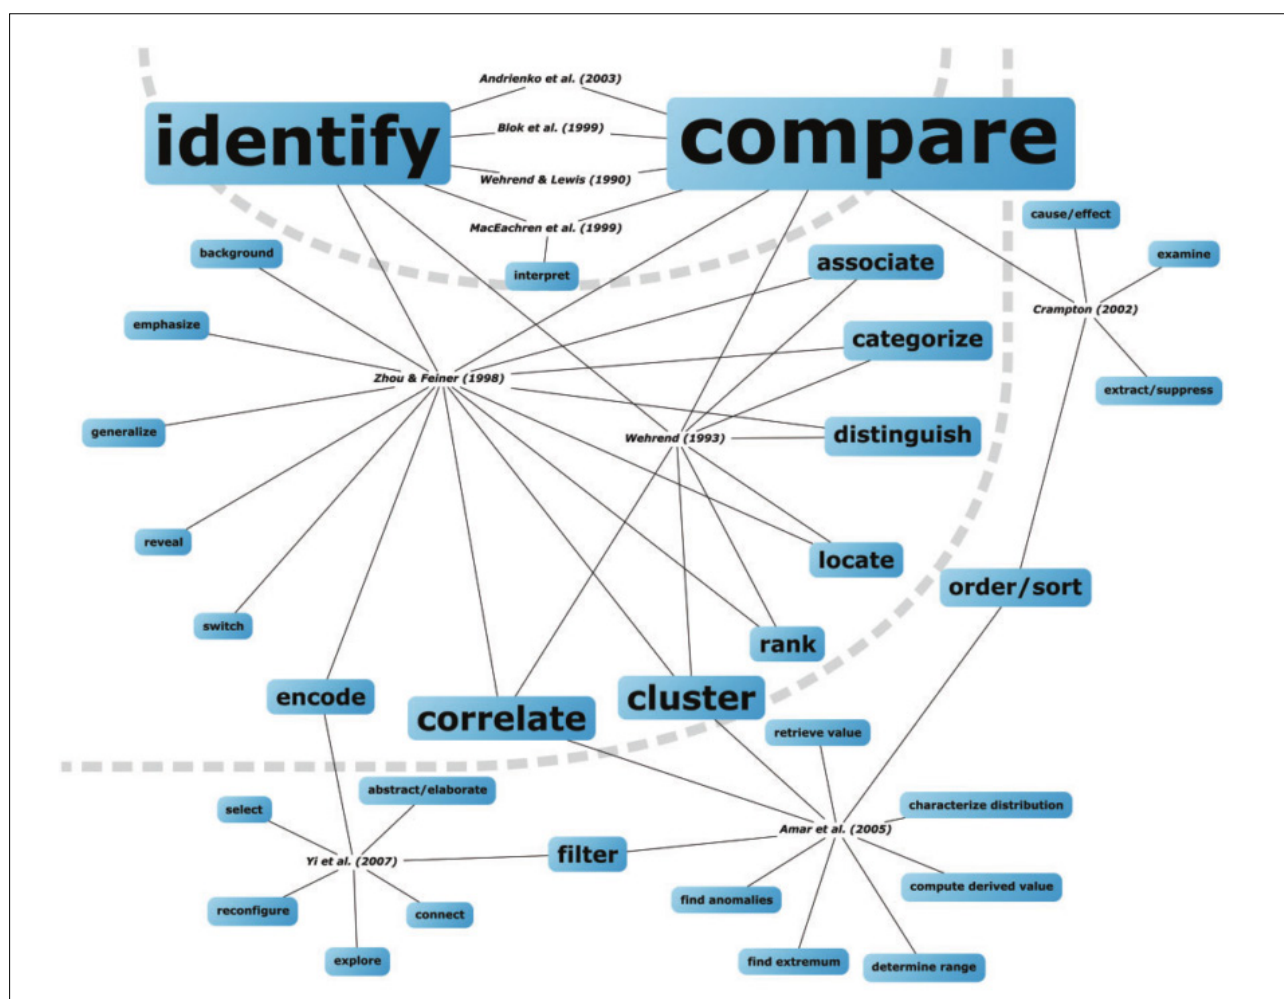 Andrienko et al. (2003)
identify
compare
Blok et al. (1999)
Wehrend & Lewis (1990)
MacEachren et al. (1999)
cause/effect
background
associate
examine
interpret
Crampton (2002)
emphasize
categorize
Zhou & Feiner (1998)
extract/suppress
generalize
Wehrend (1993)
distinguish
reveal
locate
order/sort
switch
rank
encode
correlate
cluster
retrieve value
abstract/elaborate
select
characterize distribution
Amar et al. (2005)
Yi et al. (2007)
filter
compute derived value
find anomalies
reconfigure
connect
explore
find extremum
determine range